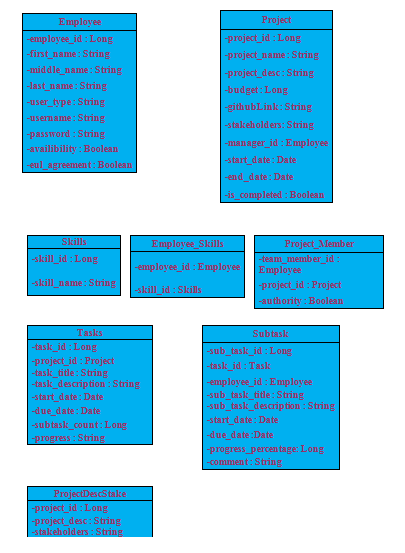 Employee
-employee_id : Long
-first_name : String
-middle_name : String
-last_name : String
-user_type : String
-username : String
-password : String
-availibility : Boolean
-eul_agreement : Boolean
Project
-project_id : Long
-project_name : String
-project_desc : String
-budget : Long
-githubLink : String
-stakeholders: String
-manager_id : Employee
-start_date : Date
-end_date : Date
-is_completed : Boolean
Skills
-skill_id : Long
-skill_name : String
Employee_Skills
-employee_id : Employee
-skill_id : Skills
Project_Member
-team_member_id :
Employee
-project_id : Project
-authority : Boolean
Tasks
-task_id : Long
-project_id : Project
-task_title : String
-task_description : String
-start_date : Date
-due_date : Date
-subtask_count : Long
-progress : String
Subtask
-sub_task_id : Long
-task_id : Task
-employee_id : Employee
-sub_task_title : String
-sub_task_description : String
-start_date : Date
-due_date :Date
-progress_percentage: Long
-comment : String
ProjectDescStake
-project_id : Long
-project_desc : String
-stakeholders : String